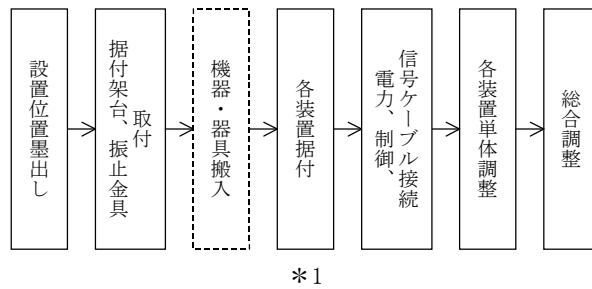 設置位置墨出し
据付架台、振止金具
取付
機器・器具搬入
各装置据付
信号ケーブル接続
電力、制御、
各装置単体調整
総合調整
*1